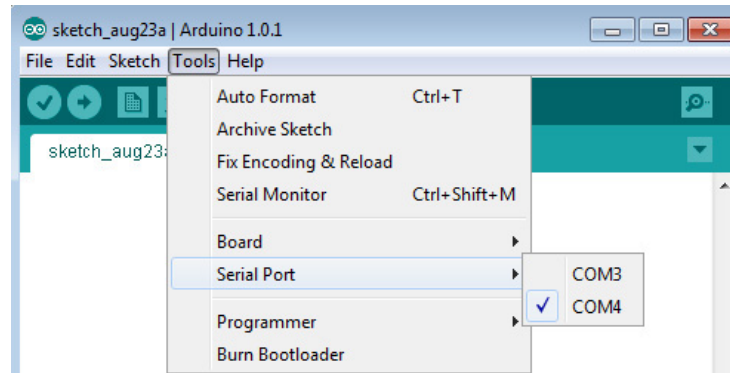 sketch_aug23a | Arduino 1.0.1
File Edit Sketch Tools Help
sketch_aug23a
Auto Format Ctrl+T
Archive Sketch
Fix Encoding & Reload
Serial Monitor Ctrl+Shift+M
Board
Serial Port
COM3
COM4
Programmer
Burn Bootloader